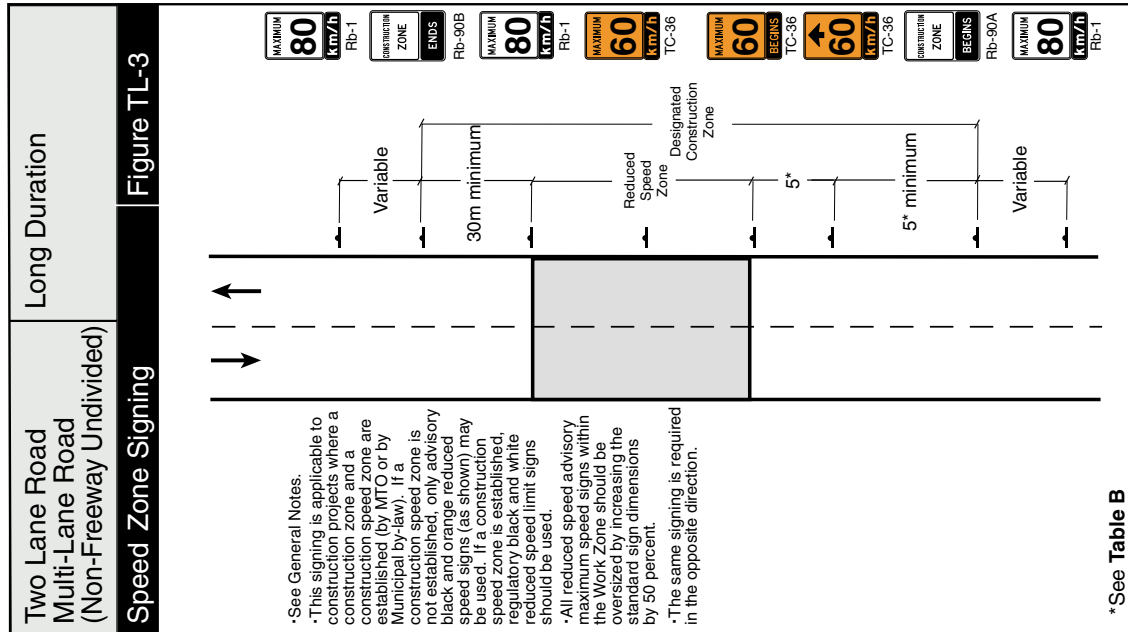 Two Lane Road
Multi-Lane Road
(Non-Freeway Undivided)
Long Duration
Speed Zone Signing
Figure TL-3
•See General Notes.
•This signing is applicable to
construction projects where a
construction zone and a
construction speed zone are
established (by MTO or by
Municipal by-law). If a
construction speed zone is
not established, only advisory
black and orange reduced
speed signs (as shown) may
be used. If a construction
speed zone is established,
regulatory black and white
reduced speed limit signs
should be used.
•All reduced speed advisory
maximum speed signs within
the Work Zone should be
oversized by increasing the
standard sign dimensions
by 50 percent.
•The same signing is required
in the opposite direction.
Variable
30m minimum
Reduced
Speed
Zone
Designated
Construction
Zone
5*
5* minimum
Variable
MAXIMUM
80
km/h
Rb-1
CONSTRUCTION
ZONE
ENDS
Rb-90B
MAXIMUM
80
km/h
Rb-1
MAXIMUM
60
km/h
TC-36
MAXIMUM
60
BEGINS
TC-36
60
km/h
TC-36
CONSTRUCTION
ZONE
BEGINS
Rb-90A
MAXIMUM
80
km/h
Rb-1
*See Table B